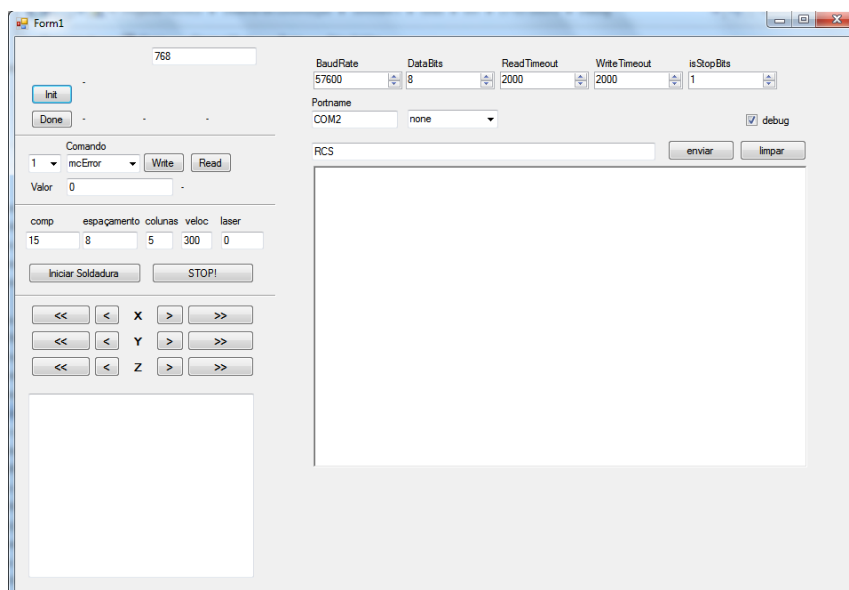 Form1
768
-
Init
Done - - -
Comando
1 mcError Write Read
Valor 0 -
comp espaçamento colunas veloc laser
15 8 5 300 0
Iniciar Soldadura STOP!
<< < X > >>
<< < Y > >>
<< < Z > >>
BaudRate DataBits ReadTimeout WriteTimeout isStopBits
57600 8 2000 2000 1
Portname
COM2 none debug
RCS enviar limpar